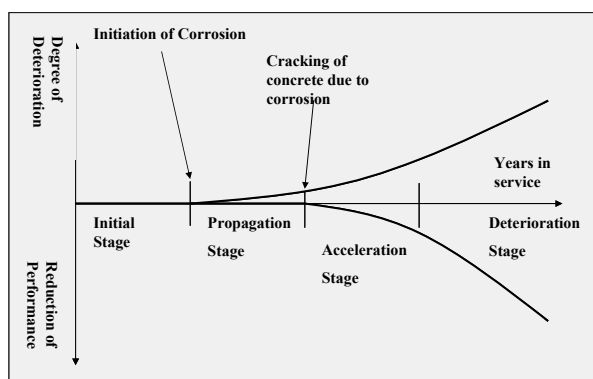 Initiation of Corrosion
Degree of
Deterioration
Cracking of
concrete due to
corrosion
Years in
service
Initial
Stage
Propagation
Stage
Acceleration
Stage
Deterioration
Stage
Reduction of
Performance